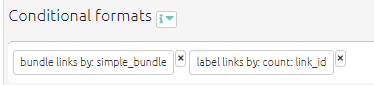 Conditional formats i
bundle links by: simple_bundle × label links by: count: link_id ×